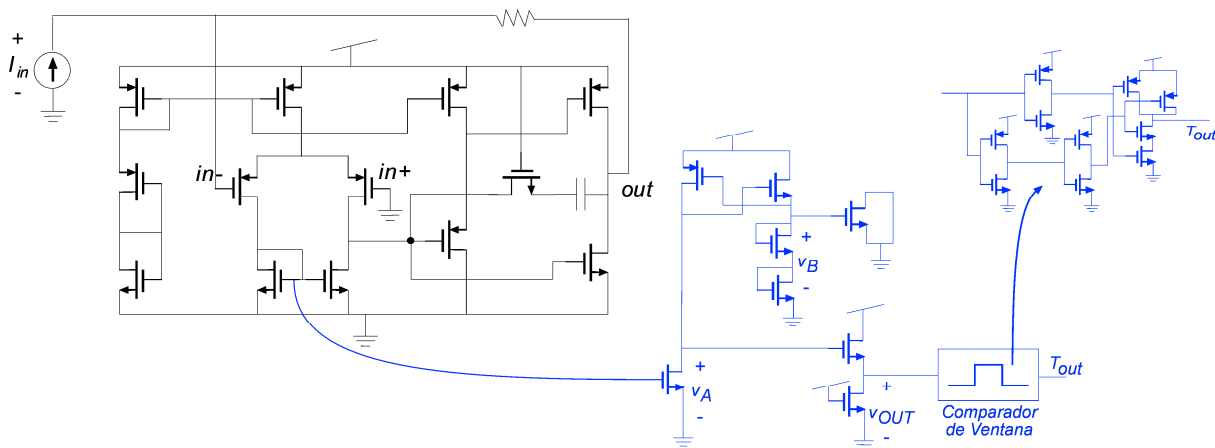 +
I_in
-
in-
in+
out
+
v_B
-
+
v_A
-
+
v_OUT
-
T_out
Comparador
de Ventana
T_out